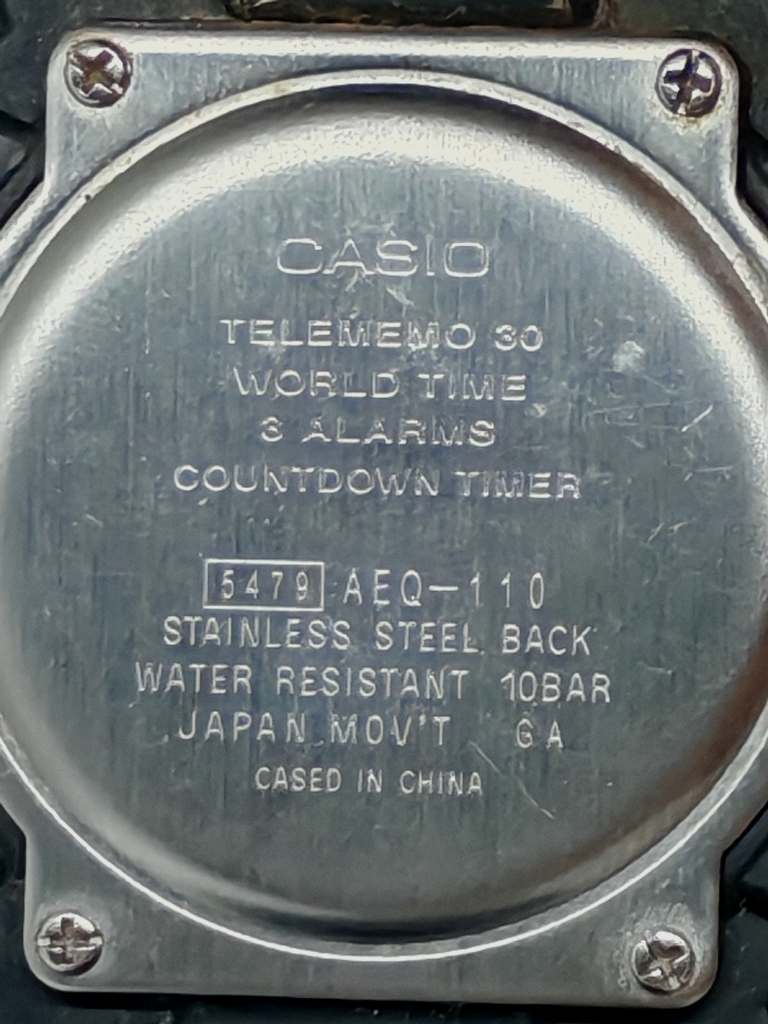 CASIO
TELEMEMO 30
WORLD TIME
3 ALARMS
COUNTDOWN TIMER
5479 AEQ-110
STAINLESS STEEL BACK
WATER RESISTANT 10BAR
JAPAN MOV'T GA
CASED IN CHINA